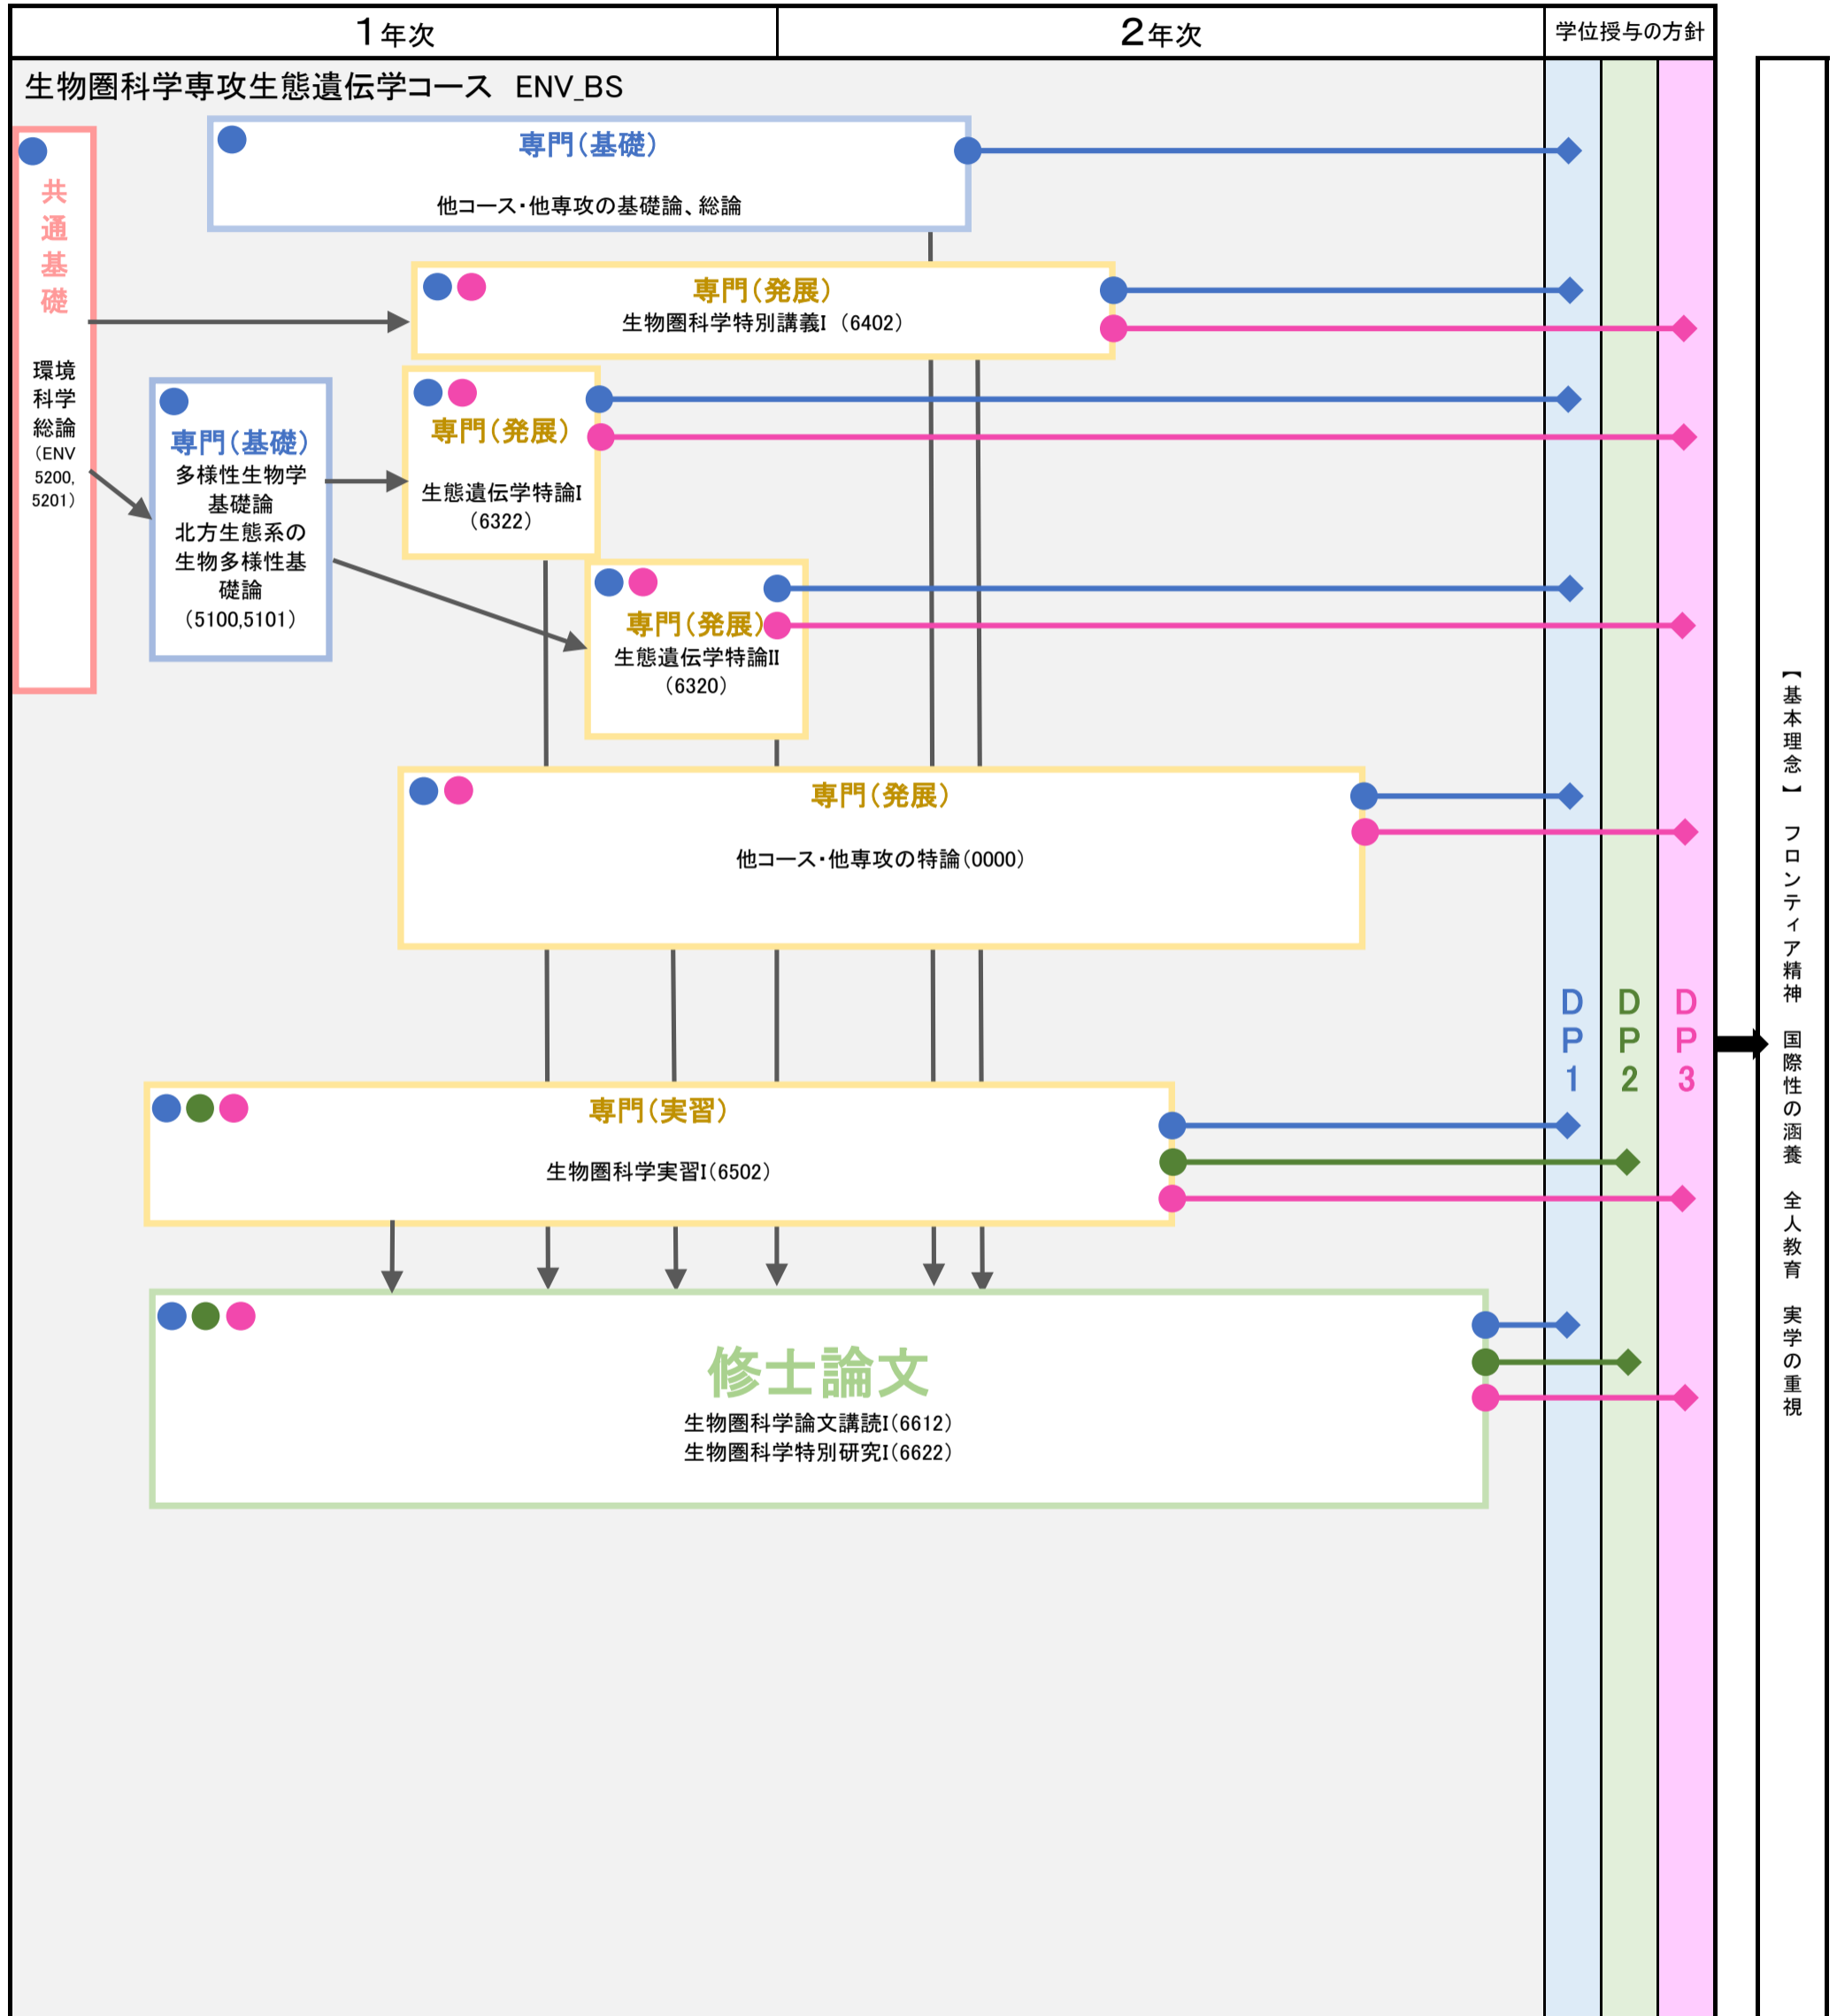 1年次
2年次
学位授与の方針
生物圏科学専攻生態遺伝学コース ENV_BS
共通基礎
環境
科学
総論
（ENV
5200,
5201）
専門（基礎）
他コース・他専攻の基礎論、総論
専門（発展）
生物圏科学特別講義I （6402）
専門（基礎）
多様性生物学
基礎論
北方生態系の
生物多様性基
礎論
（5100,5101）
専門（発展）
生態遺伝学特論I
（6322）
専門（発展）
生態遺伝学特論II
（6320）
専門（発展）
他コース・他専攻の特論（0000）
専門（実習）
生物圏科学実習I（6502）
修士論文
生物圏科学論文講読I（6612）
生物圏科学特別研究I（6622）
DP1
DP2
DP3
【基本理念】 フロンティア精神 国際性の涵養 全人教育 実学の重視